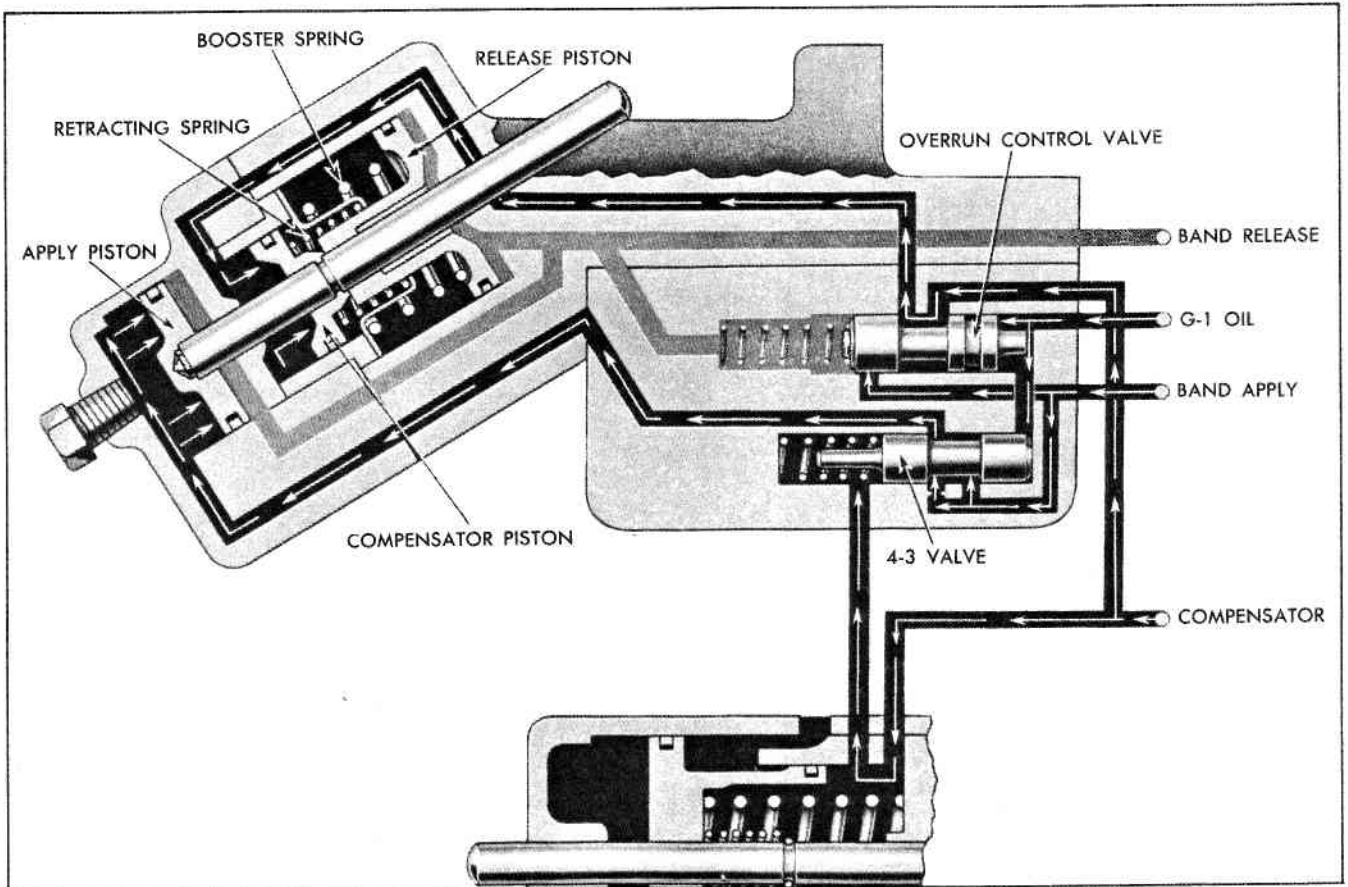 BOOSTER SPRING
RELEASE PISTON
RETRACTING SPRING
OVERRUN CONTROL VALVE
APPLY PISTON
BAND RELEASE
G-1 OIL
BAND APPLY
COMPENSATOR PISTON
4-3 VALVE
COMPENSATOR